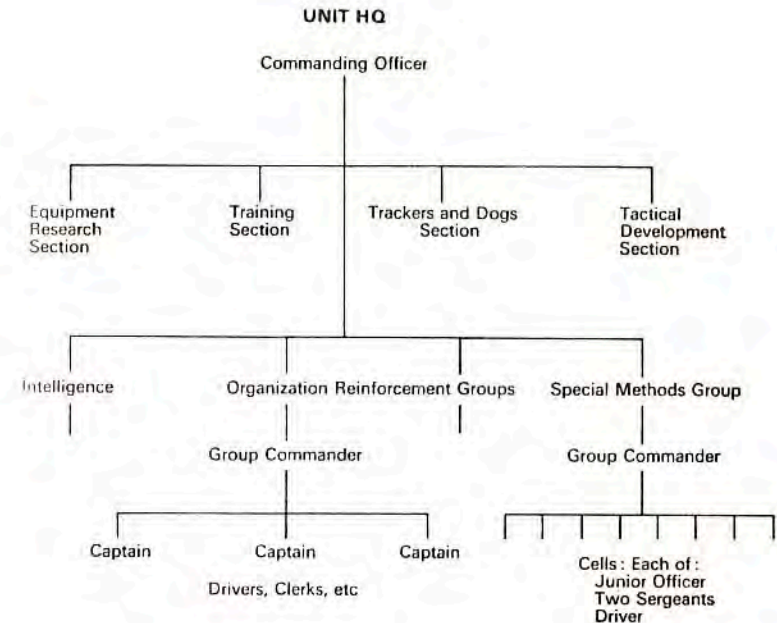 UNIT HQ
Commanding Officer
Equipment
Research
Section
Training
Section
Trackers and Dogs
Section
Tactical
Development
Section
Intelligence
Organization Reinforcement Groups
Special Methods Group
Group Commander
Group Commander
Captain
Captain
Captain
Drivers, Clerks, etc
Cells: Each of:
Junior Officer
Two Sergeants
Driver